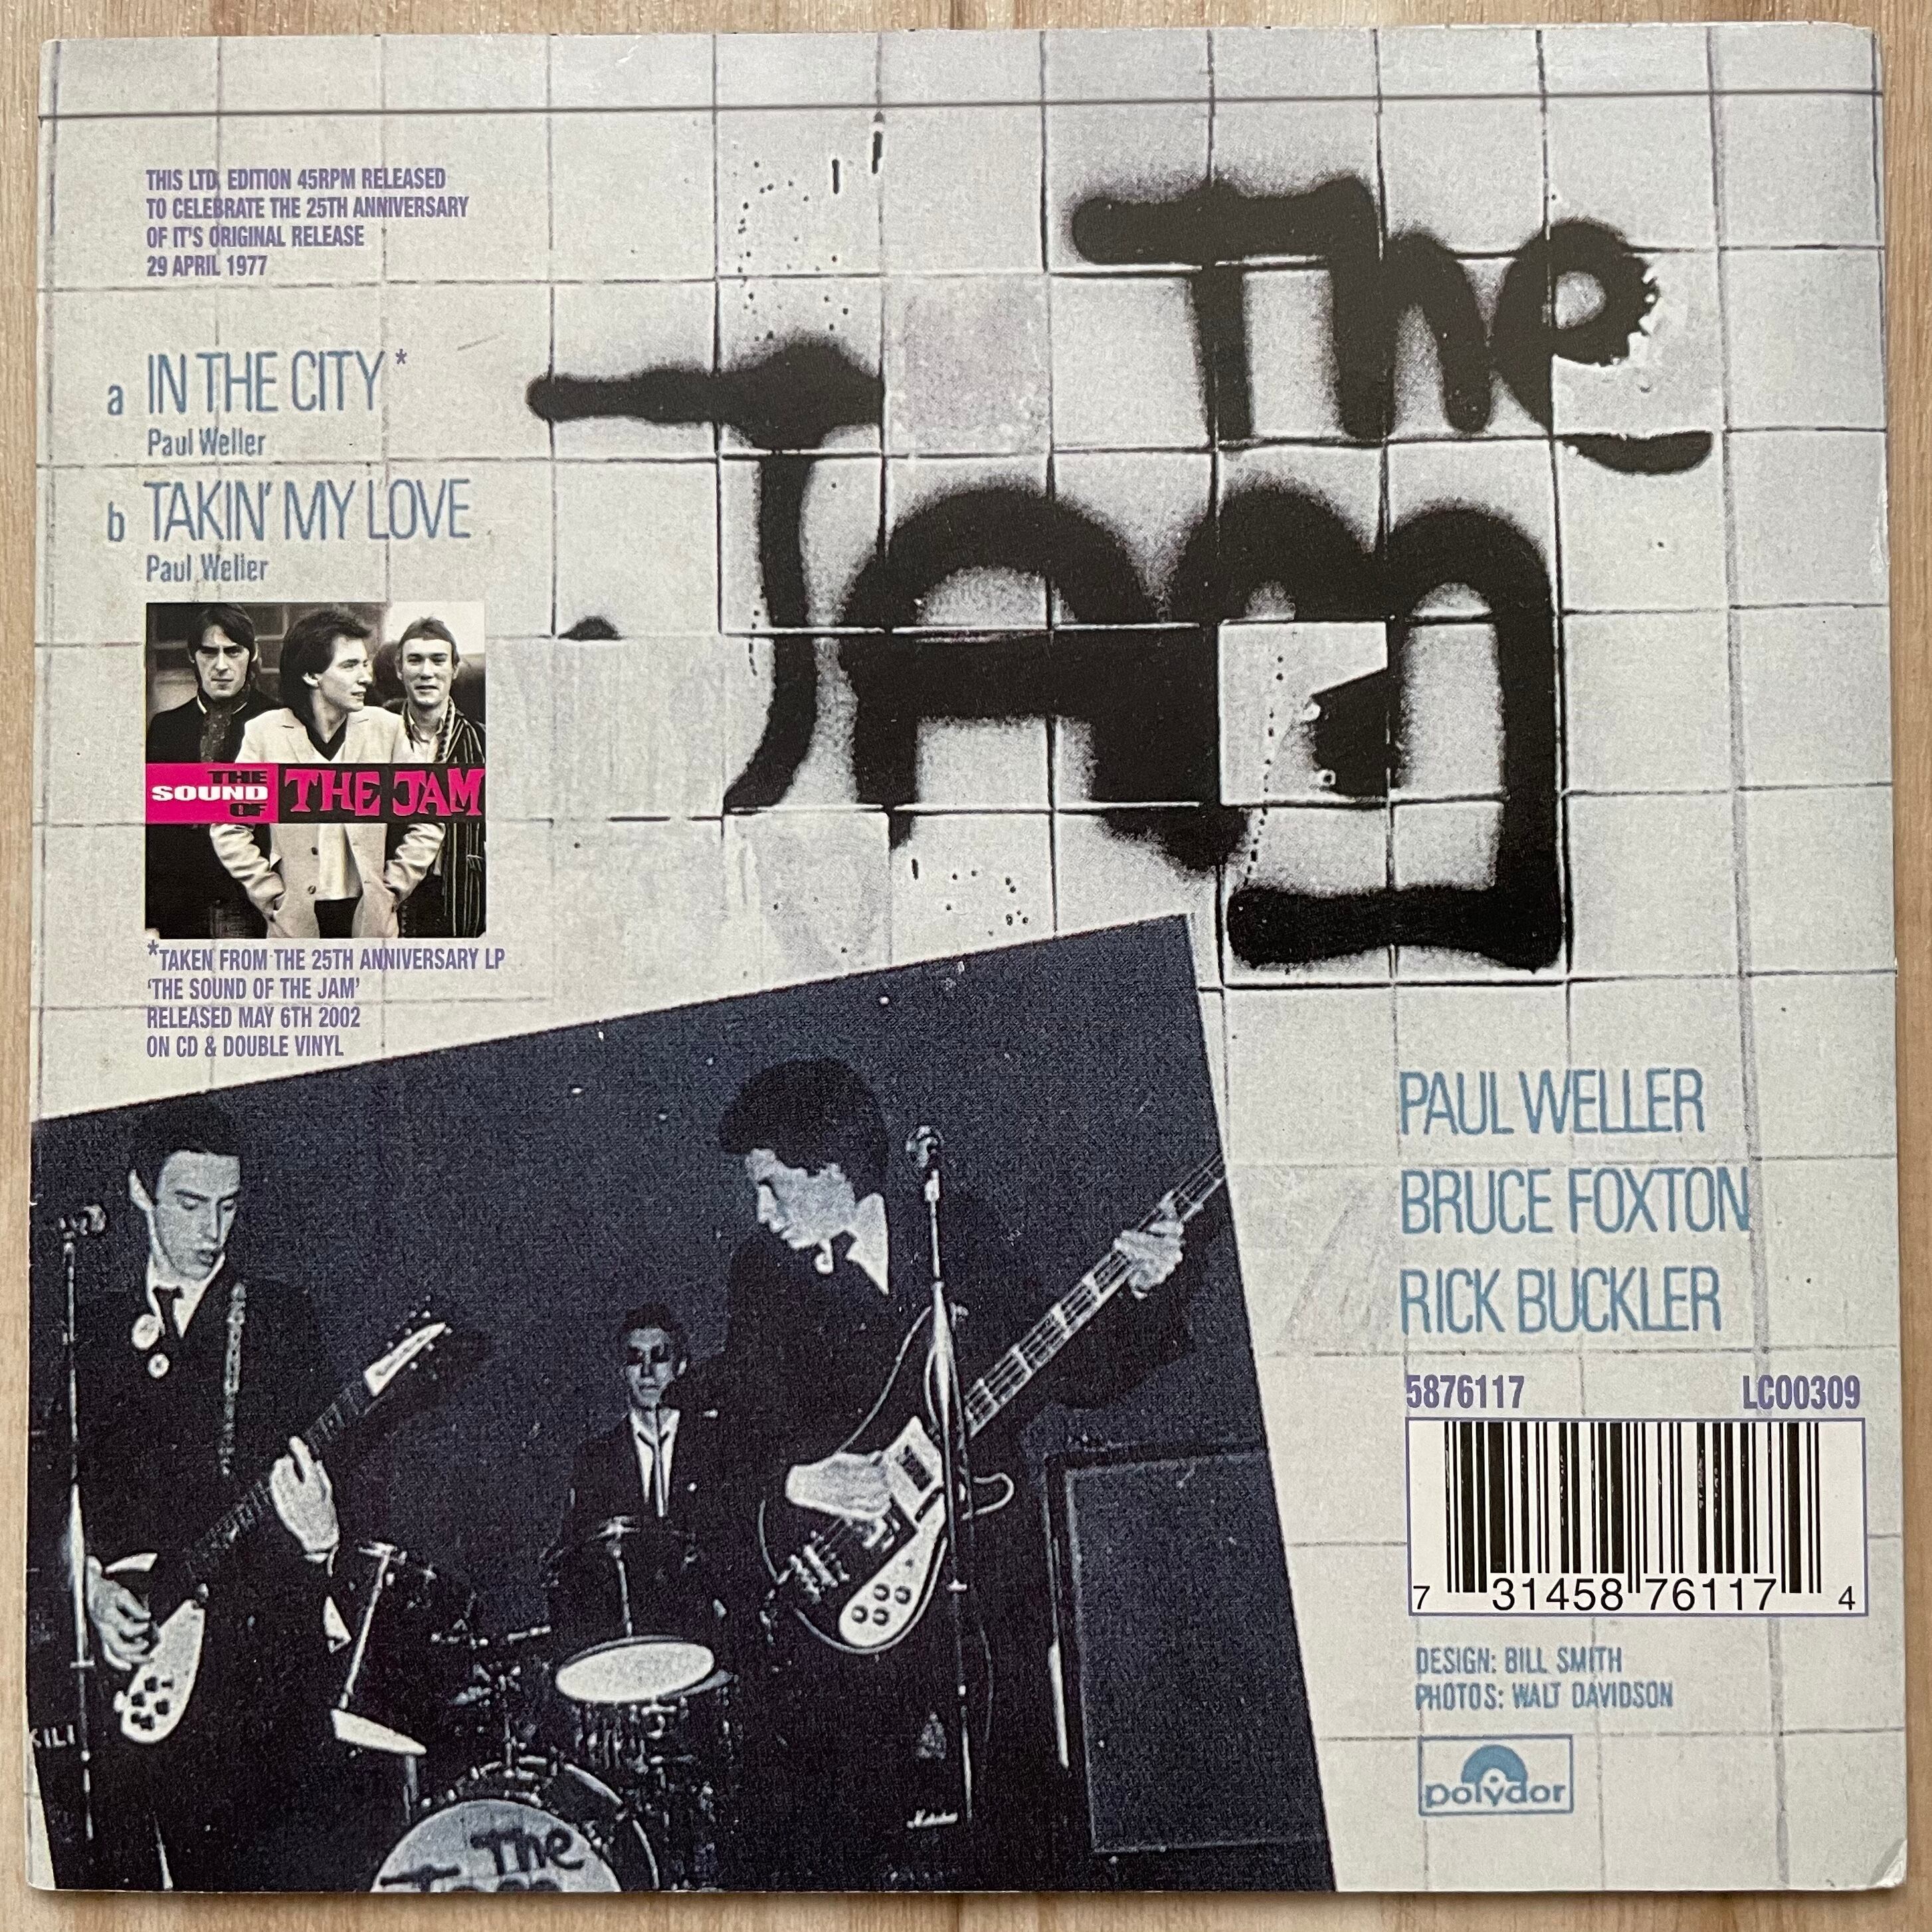 THIS LTD. EDITION 45RPM RELEASED
TO CELEBRATE THE 25TH ANNIVERSARY
OF IT'S ORIGINAL RELEASE
29 APRIL 1977
a IN THE CITY*
Paul Weller
b TAKIN' MY LOVE
Paul Weller
THE
SOUND
OF
THE JAM
*TAKEN FROM THE 25TH ANNIVERSARY LP
'THE SOUND OF THE JAM'
RELEASED MAY 6TH 2002
ON CD & DOUBLE VINYL
The
Jam
PAUL WELLER
BRUCE FOXTON
RICK BUCKLER
5876117 LC00309
7 31458 76117 4
DESIGN: BILL SMITH
PHOTOS: WALT DAVIDSON
polydor
The